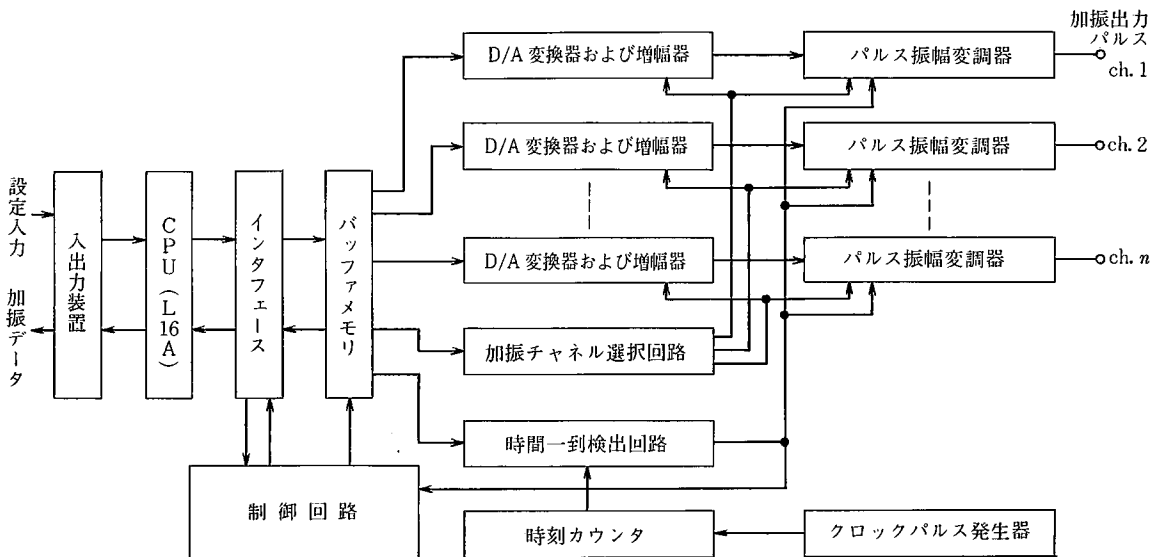 加振出力
パルス
D/A 変換器および増幅器
パルス振幅変調器
ch. 1
D/A 変換器および増幅器
パルス振幅変調器
ch. 2
設定入力
入出力装置
CPU(L16A)
インタフェース
バッファメモリ
D/A 変換器および増幅器
パルス振幅変調器
ch. n
加振データ
加振チャネル選択回路
時間一到検出回路
制御回路
時刻カウンタ
クロックパルス発生器